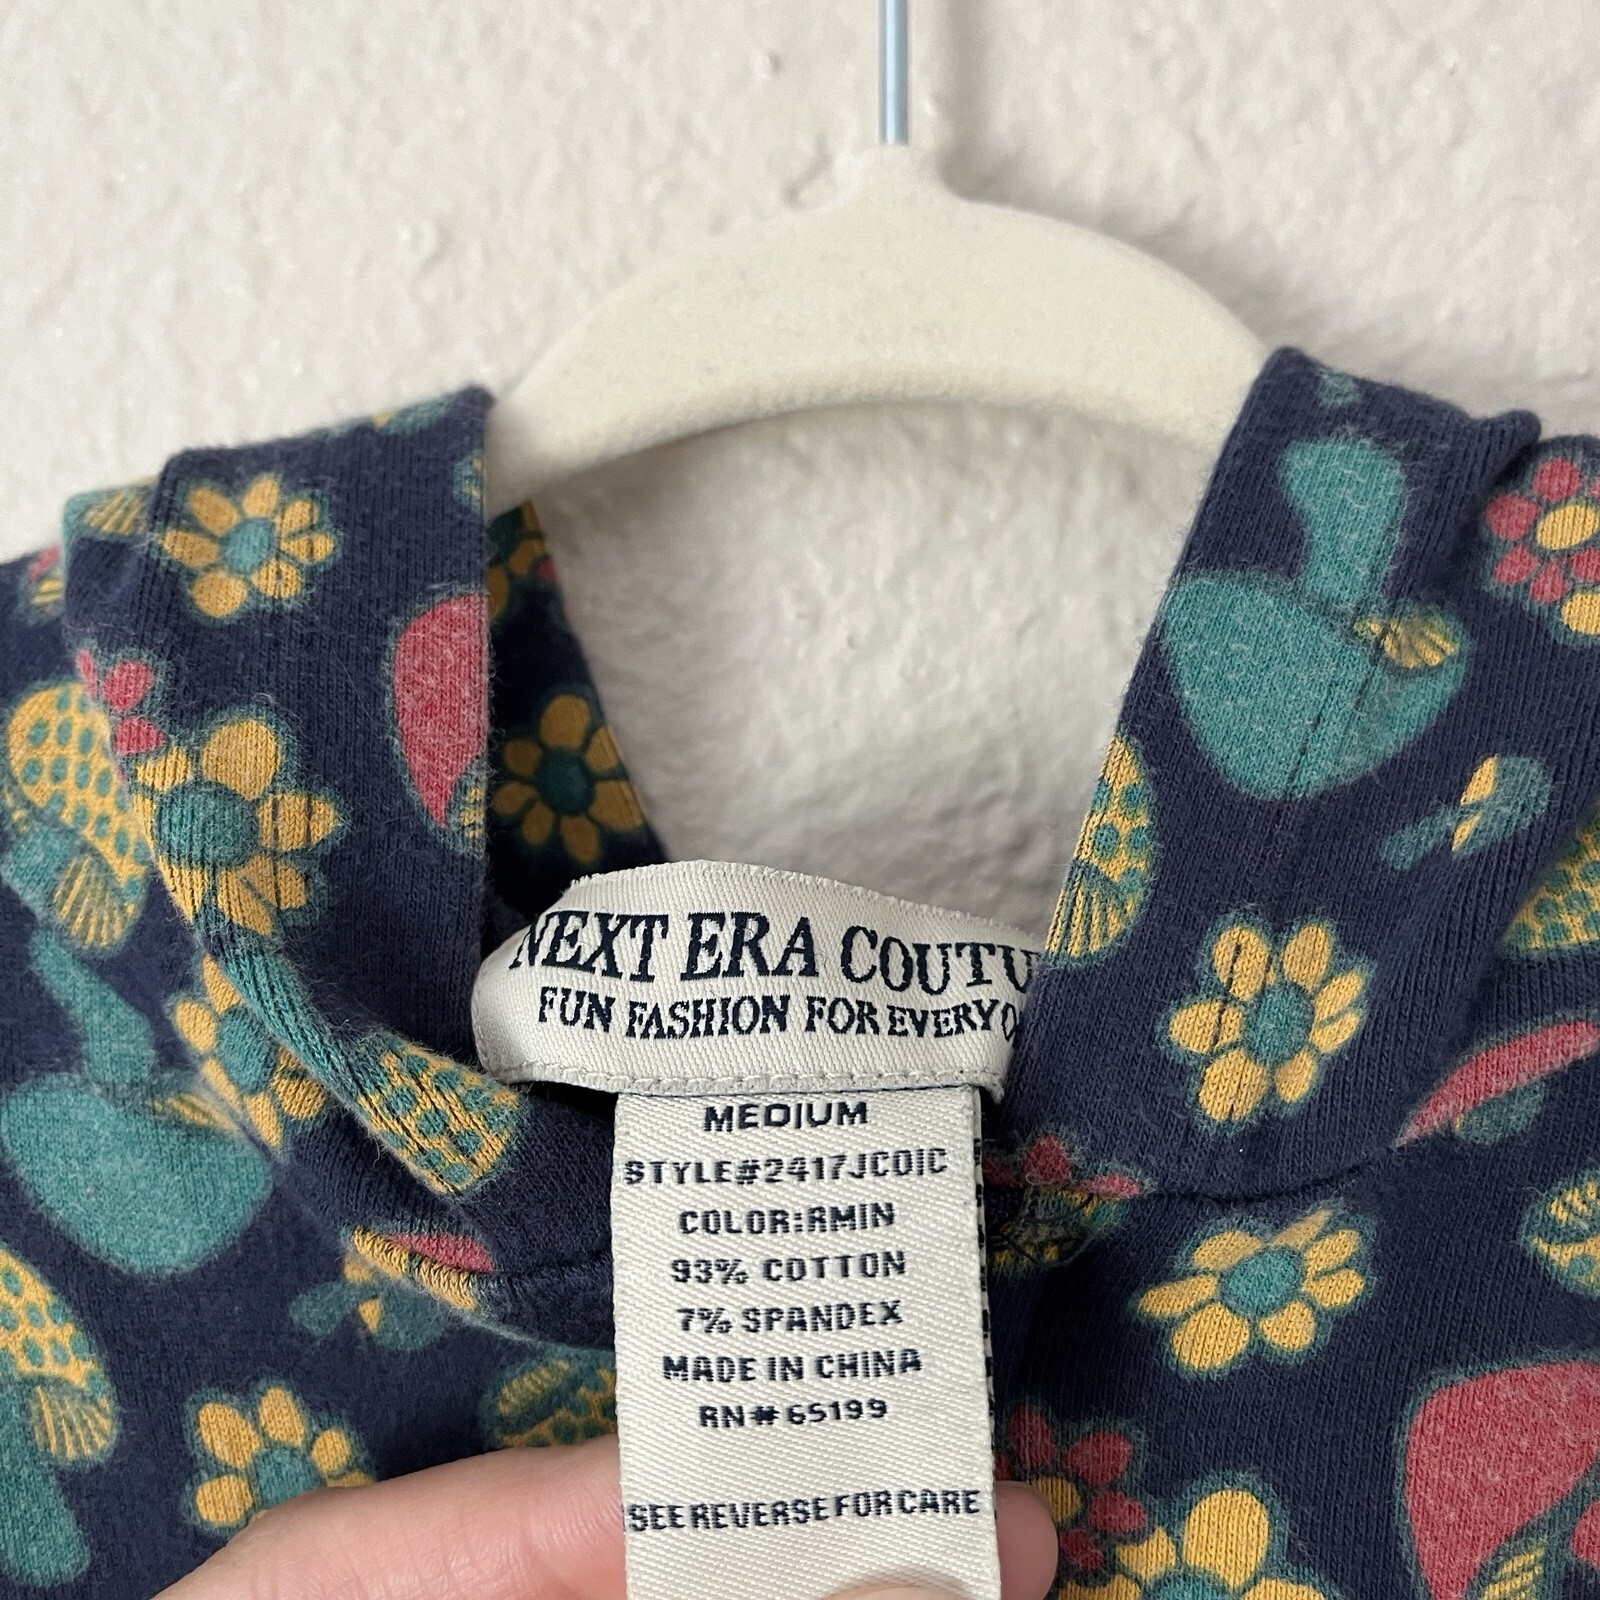 NEXT ERA COUTU
FUN FASHION FOR EVERY
MEDIUM
STYLE#2417JC01C
COLOR:RMIN
93% COTTON
7% SPANDEX
MADE IN CHINA
RN# 65199
SEE REVERSE FOR CARE